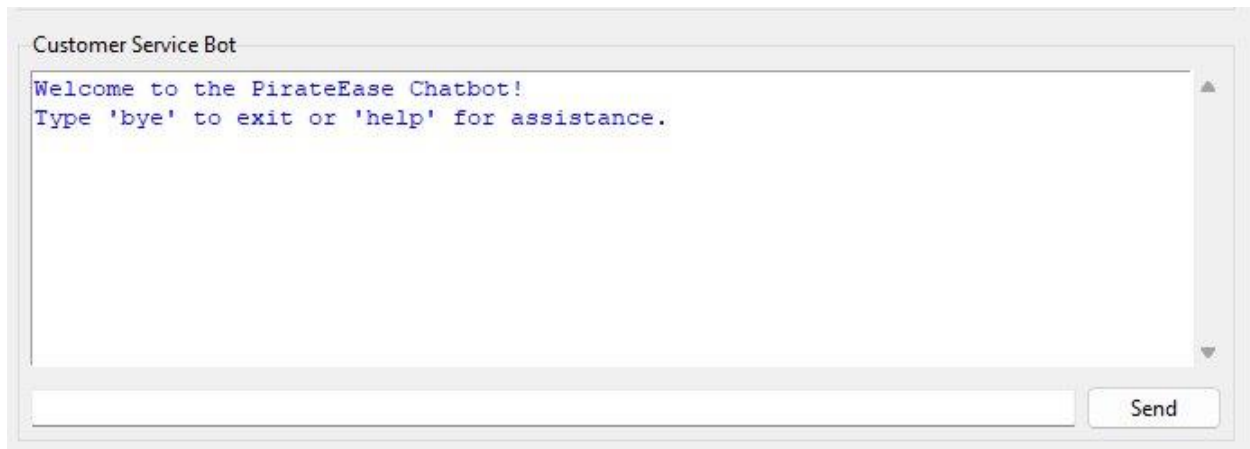 Customer Service Bot
Welcome to the PirateEase Chatbot!
Type 'bye' to exit or 'help' for assistance.
Send